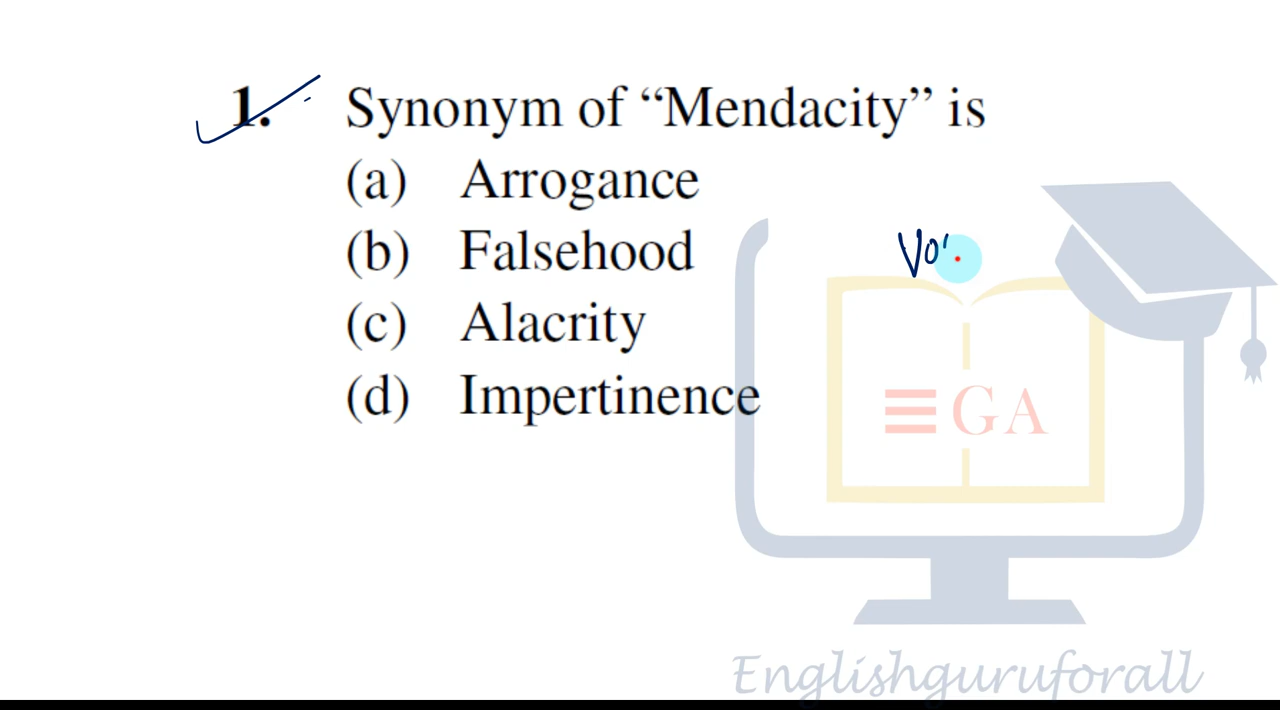 1. Synonym of “Mendacity” is
(a) Arrogance
(b) Falsehood
(c) Alacrity
(d) Impertinence
GA
Englishguruforall